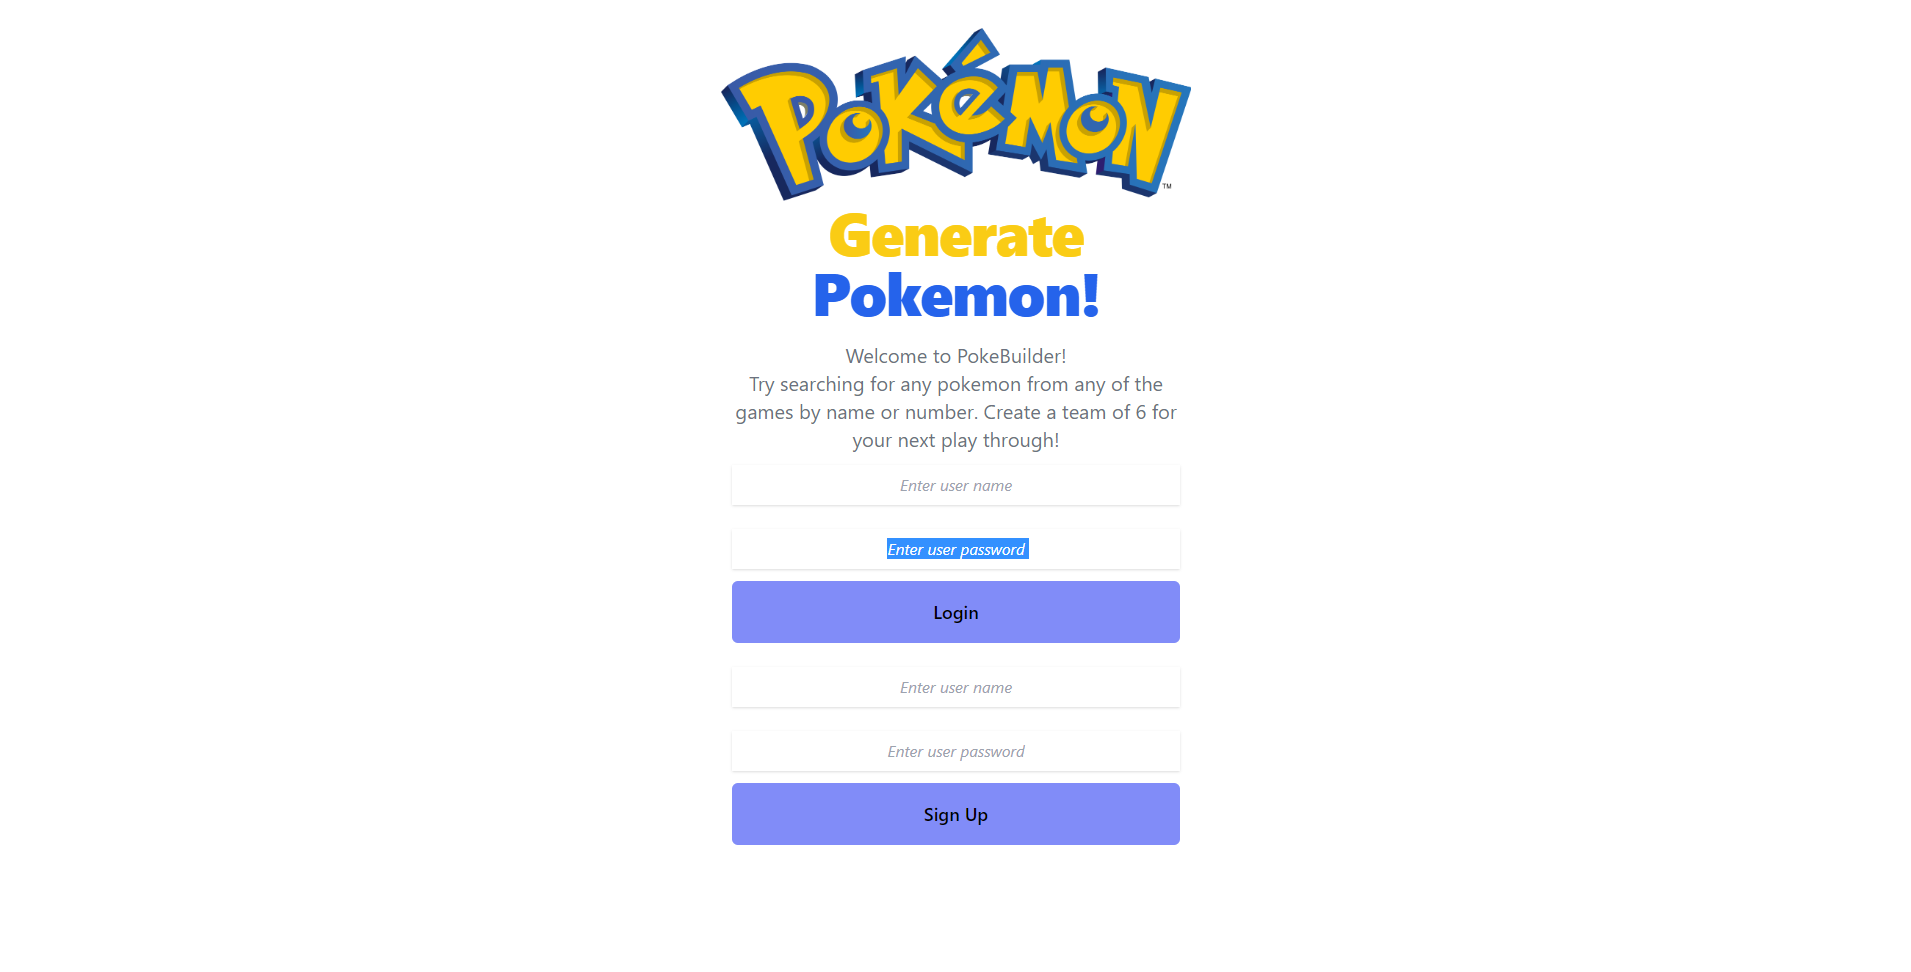 Pokémon
TM
Generate
Pokemon!
Welcome to PokeBuilder!
Try searching for any pokemon from any of the
games by name or number. Create a team of 6 for
your next play through!
Enter user name
Enter user password
Login
Enter user name
Enter user password
Sign Up